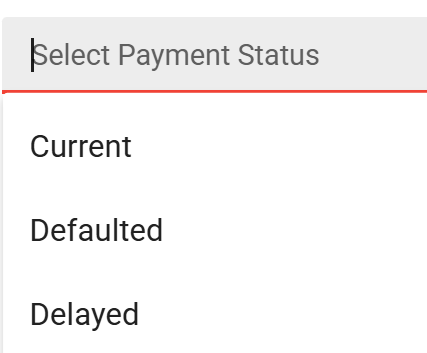 Select Payment Status
Current
Defaulted
Delayed